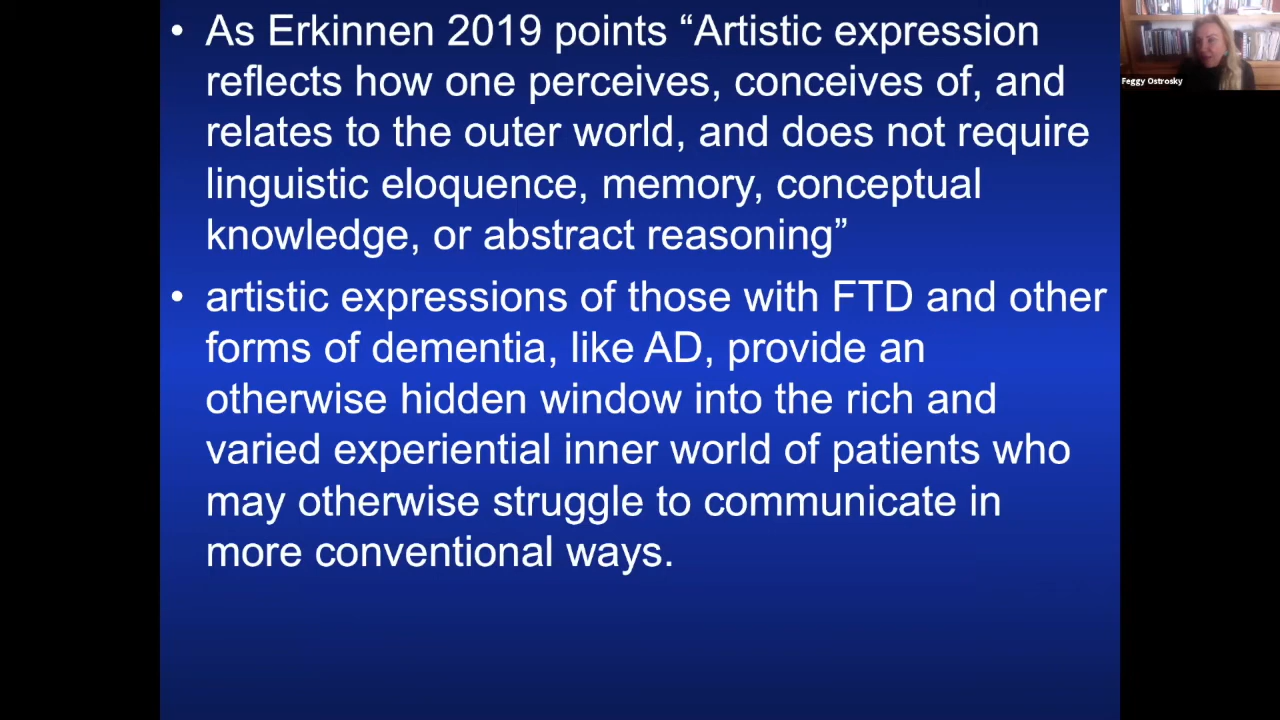 • As Erkinnen 2019 points “Artistic expression
reflects how one perceives, conceives of, and
relates to the outer world, and does not require
linguistic eloquence, memory, conceptual
knowledge, or abstract reasoning”
• artistic expressions of those with FTD and other
forms of dementia, like AD, provide an
otherwise hidden window into the rich and
varied experiential inner world of patients who
may otherwise struggle to communicate in
more conventional ways.
Feggy Ostrosky